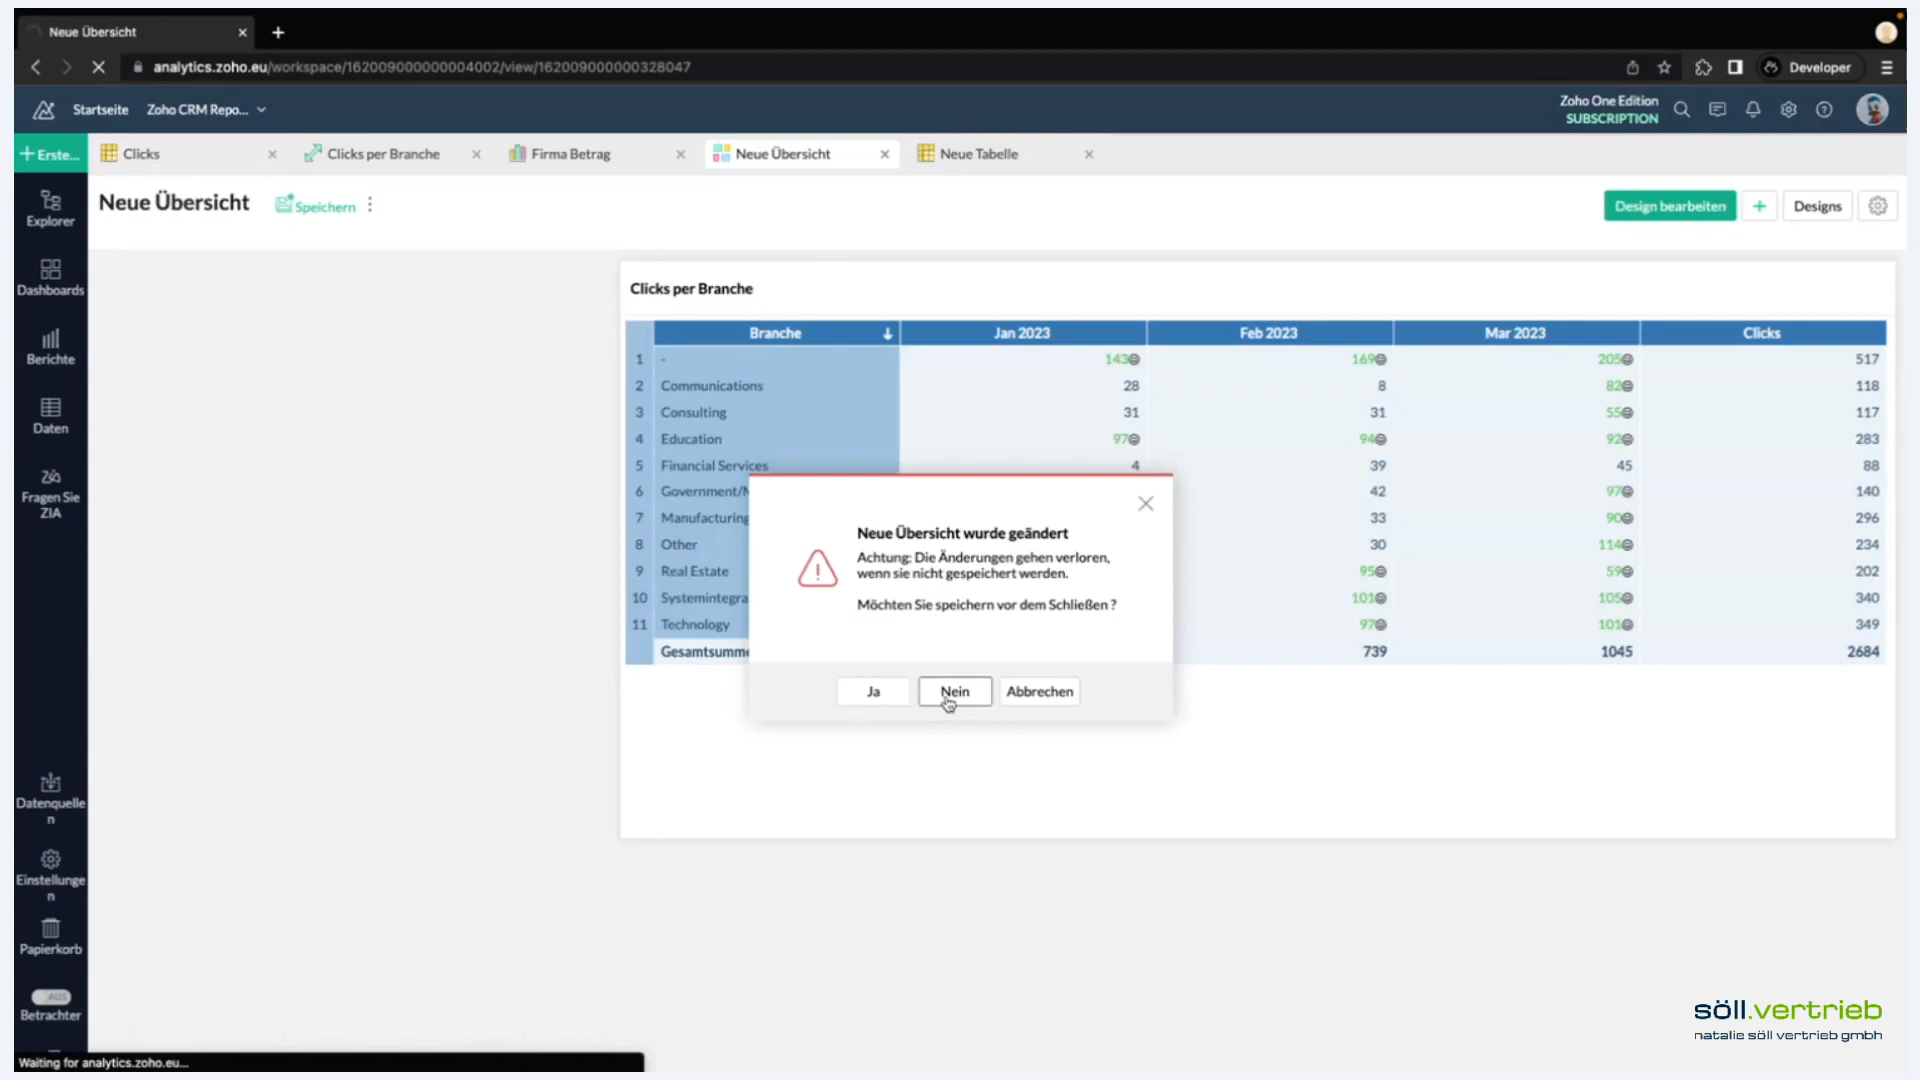 Neue Übersicht
analytics.zoho.eu/workspace/162009000000004002/view/162009000000328047
Developer
Startseite Zoho CRM Repo...
Zoho One Edition
SUBSCRIPTION
+ Erste...
Clicks
Clicks per Branche
Firma Betrag
Neue Übersicht
Neue Tabelle
Explorer
Dashboards
Berichte
Daten
Fragen Sie
ZIA
Datenquelle
n
Einstellunge
n
Papierkorb
AUS
Betrachter
Neue Übersicht Speichern
Design bearbeiten + Designs
Clicks per Branche
Branche Jan 2023 Feb 2023 Mar 2023 Clicks
1 - 143 169 205 517
2 Communications 28 8 82 118
3 Consulting 31 31 55 117
4 Education 97 94 92 283
5 Financial Services 4 39 45 88
6 Government/ 42 97 140
7 Manufacturing 33 90 296
8 Other 30 114 234
9 Real Estate 95 59 202
10 Systemintegra 101 105 340
11 Technology 97 101 349
Gesamtsumme 739 1045 2684
Neue Übersicht wurde geändert
Achtung: Die Änderungen gehen verloren,
wenn sie nicht gespeichert werden.
Möchten Sie speichern vor dem Schließen ?
Ja Nein Abbrechen
söll.vertrieb
natalie söll vertrieb gmbh
Waiting for analytics.zoho.eu...